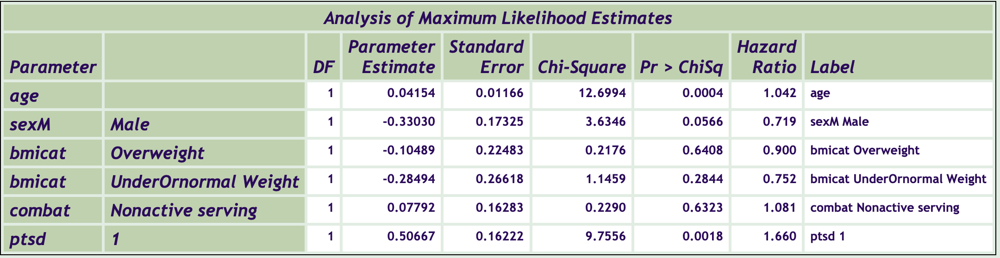 Analysis of Maximum Likelihood Estimates
Parameter DF Parameter Estimate Standard Error Chi-Square Pr > ChiSq Hazard Ratio Label
age 1 0.04154 0.01166 12.6994 0.0004 1.042 age
sexM Male 1 -0.33030 0.17325 3.6346 0.0566 0.719 sexM Male
bmicat Overweight 1 -0.10489 0.22483 0.2176 0.6408 0.900 bmicat Overweight
bmicat UnderOrnormal Weight 1 -0.28494 0.26618 1.1459 0.2844 0.752 bmicat UnderOrnormal Weight
combat Nonactive serving 1 0.07792 0.16283 0.2290 0.6323 1.081 combat Nonactive serving
ptsd 1 1 0.50667 0.16222 9.7556 0.0018 1.660 ptsd 1